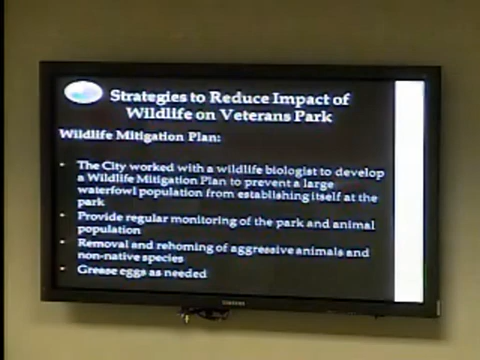 Strategies to Reduce Impact of
Wildlife on Veterans Park
Wildlife Mitigation Plan:
• The City worked with a wildlife biologist to develop
a Wildlife Mitigation Plan to prevent a large
waterfowl population from establishing itself at the
park
• Provide regular monitoring of the park and animal
population
• Removal and rehoming of aggressive animals and
non-native species
• Grease eggs as needed
SAMSUNG